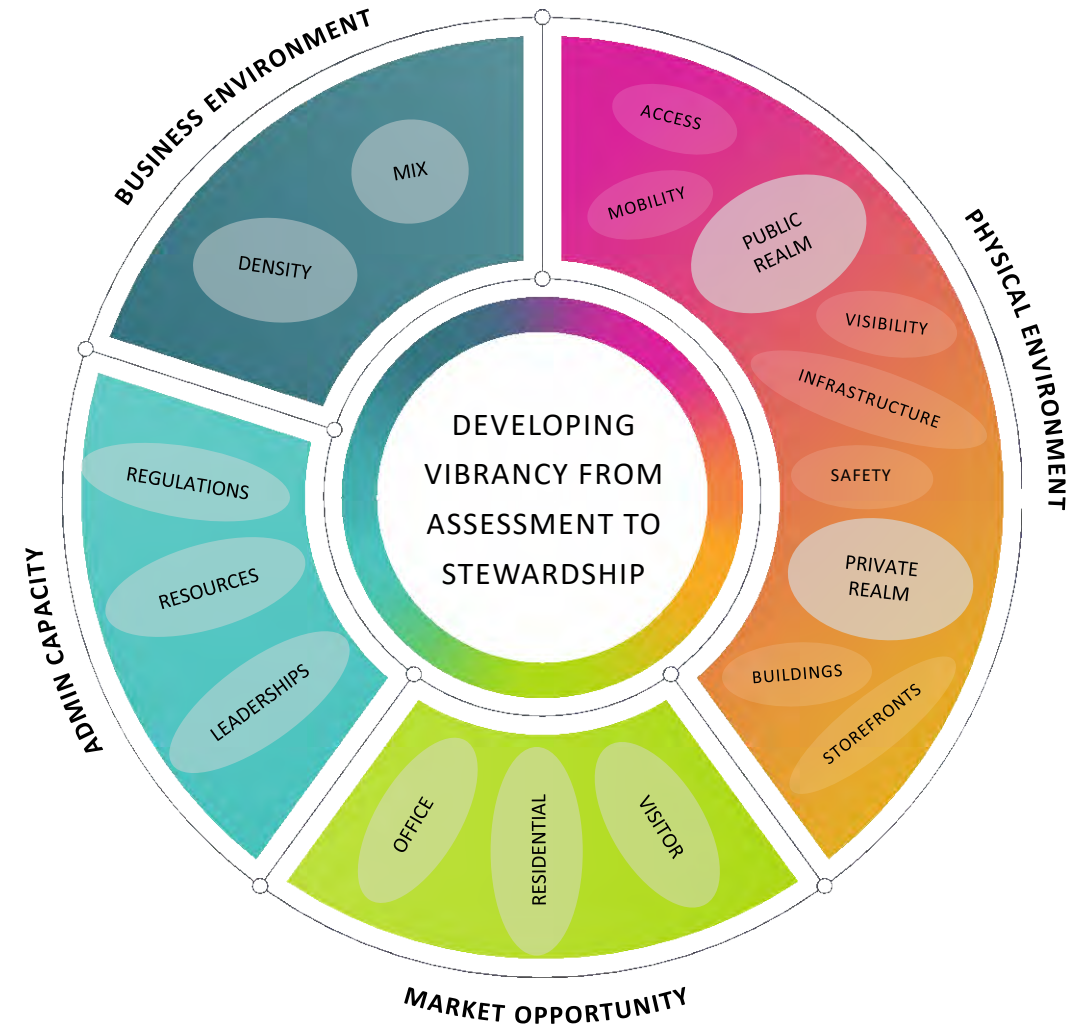 BUSINESS ENVIRONMENT
MIX
DENSITY
PHYSICAL ENVIRONMENT
ACCESS
MOBILITY
PUBLIC
REALM
VISIBILITY
INFRASTRUCTURE
SAFETY
PRIVATE
REALM
BUILDINGS
STOREFRONTS
DEVELOPING
VIBRANCY FROM
ASSESSMENT TO
STEWARDSHIP
ADMIN CAPACITY
REGULATIONS
RESOURCES
LEADERSHIPS
MARKET OPPORTUNITY
OFFICE
RESIDENTIAL
VISITOR